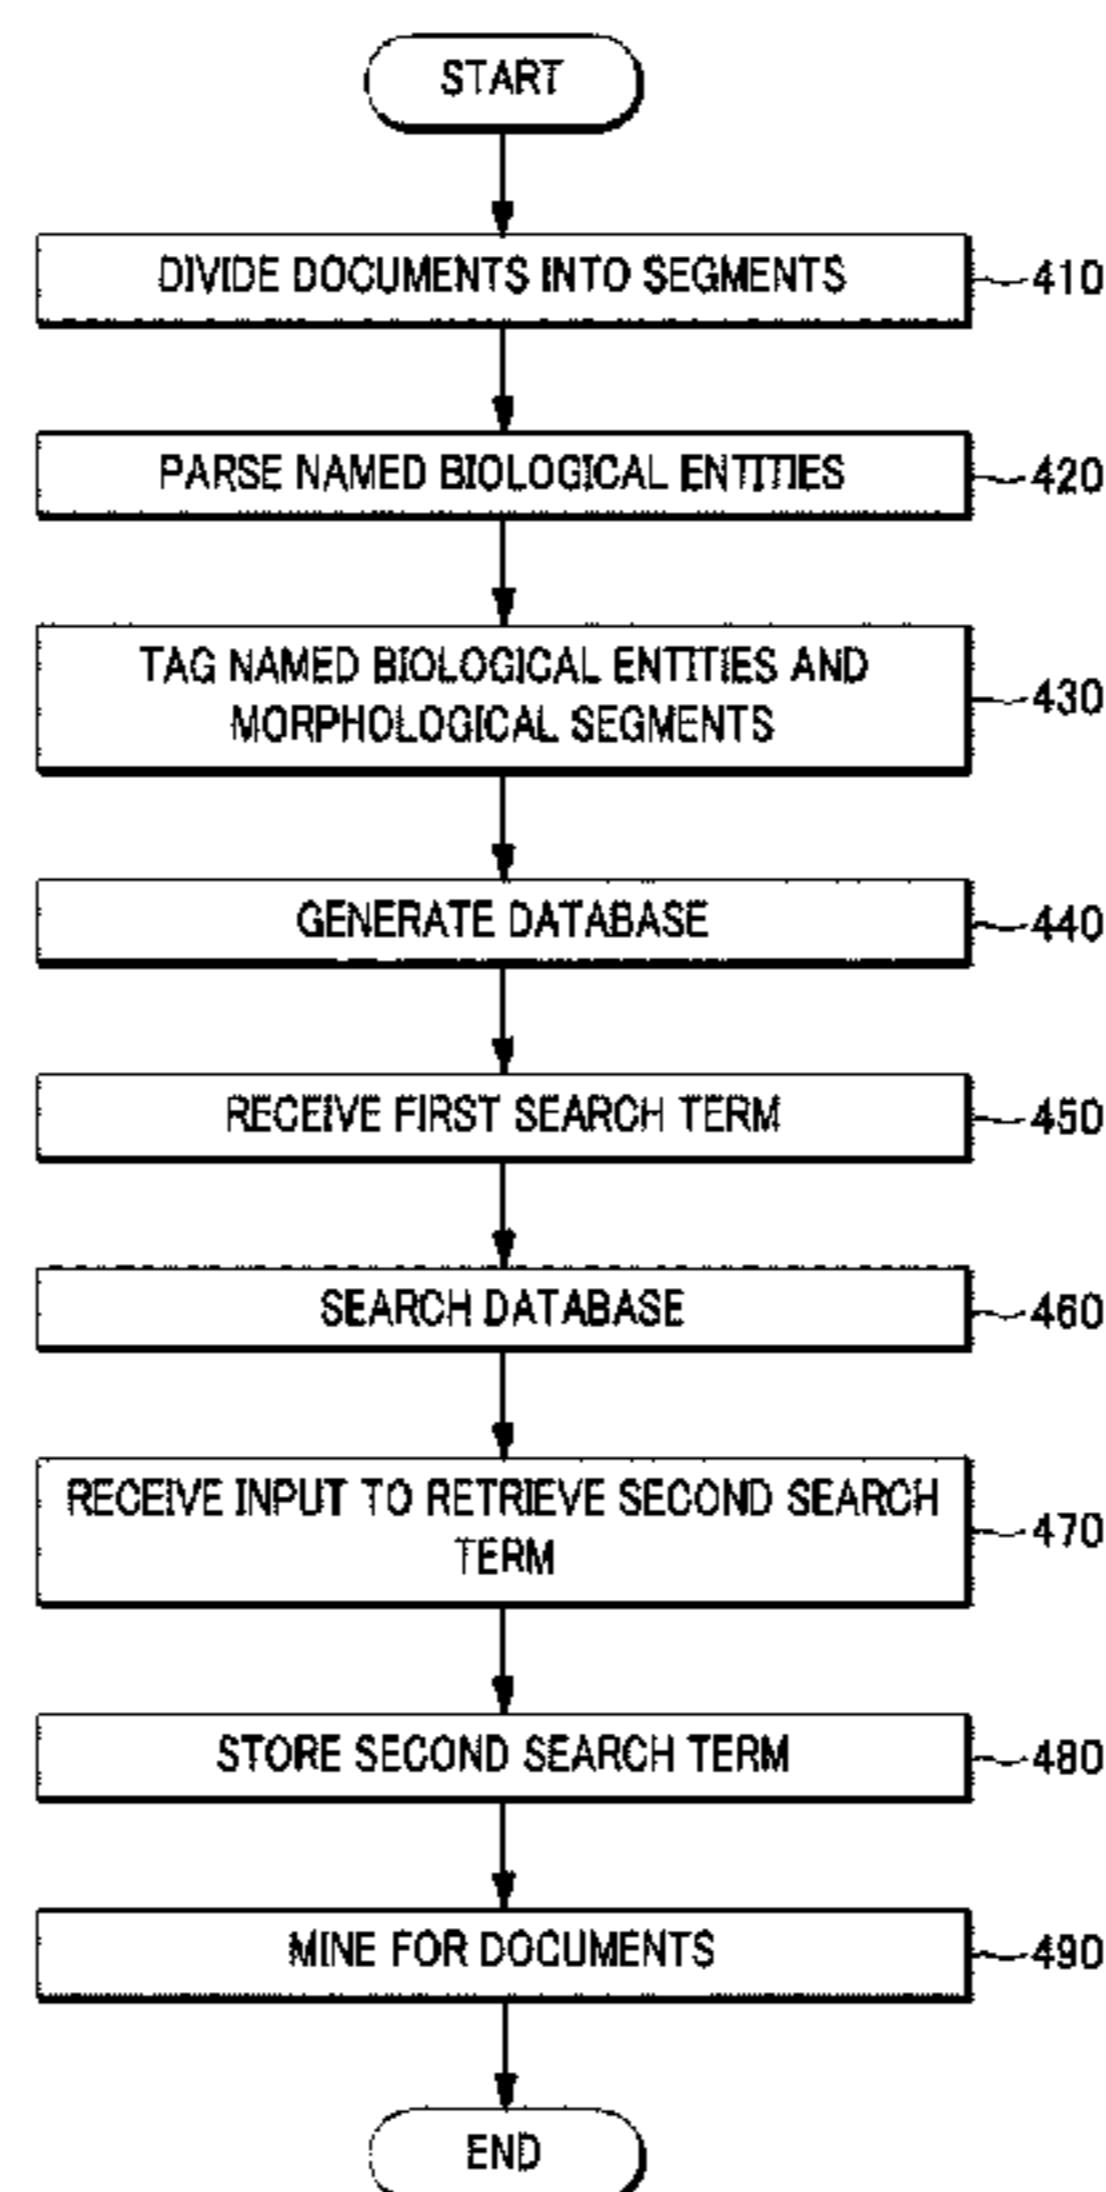 START
DIVIDE DOCUMENTS INTO SEGMENTS
410
PARSE NAMED BIOLOGICAL ENTITIES
420
TAG NAMED BIOLOGICAL ENTITIES AND
MORPHOLOGICAL SEGMENTS
430
GENERATE DATABASE
440
RECEIVE FIRST SEARCH TERM
450
SEARCH DATABASE
460
RECEIVE INPUT TO RETRIEVE SECOND SEARCH
TERM
470
STORE SECOND SEARCH TERM
480
MINE FOR DOCUMENTS
490
END